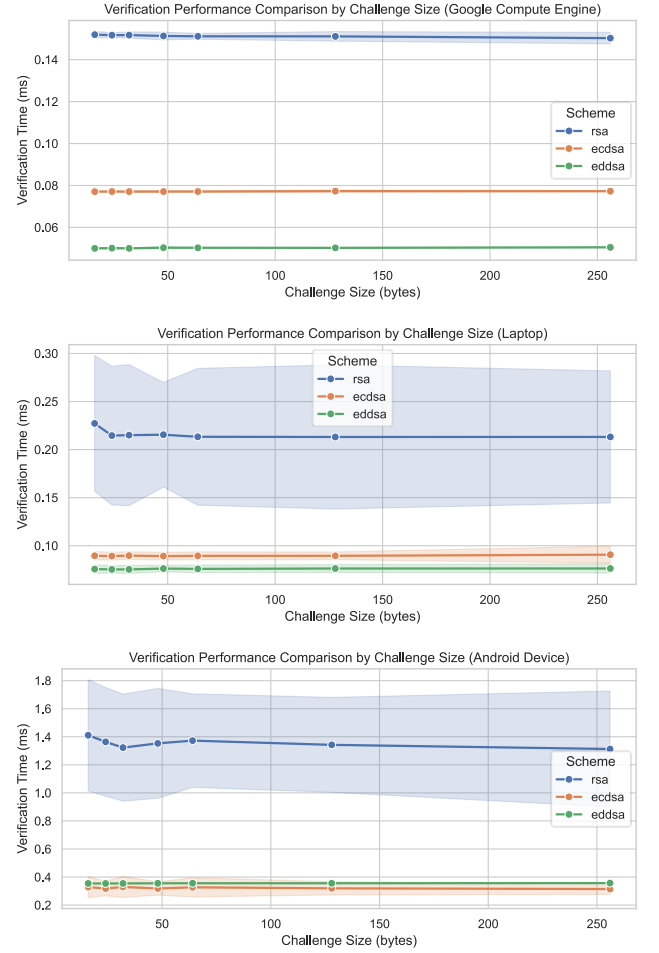 Verification Performance Comparison by Challenge Size (Google Compute Engine)
Verification Time (ms)
0.14
0.12
0.10
0.08
0.06
Scheme
rsa
ecdsa
eddsa
50
100
150
200
250
Challenge Size (bytes)
Verification Performance Comparison by Challenge Size (Laptop)
Verification Time (ms)
0.30
0.25
0.20
0.15
0.10
Scheme
rsa
ecdsa
eddsa
50
100
150
200
250
Challenge Size (bytes)
Verification Performance Comparison by Challenge Size (Android Device)
Verification Time (ms)
1.8
1.6
1.4
1.2
1.0
0.8
0.6
0.4
0.2
Scheme
rsa
ecdsa
eddsa
50
100
150
200
250
Challenge Size (bytes)